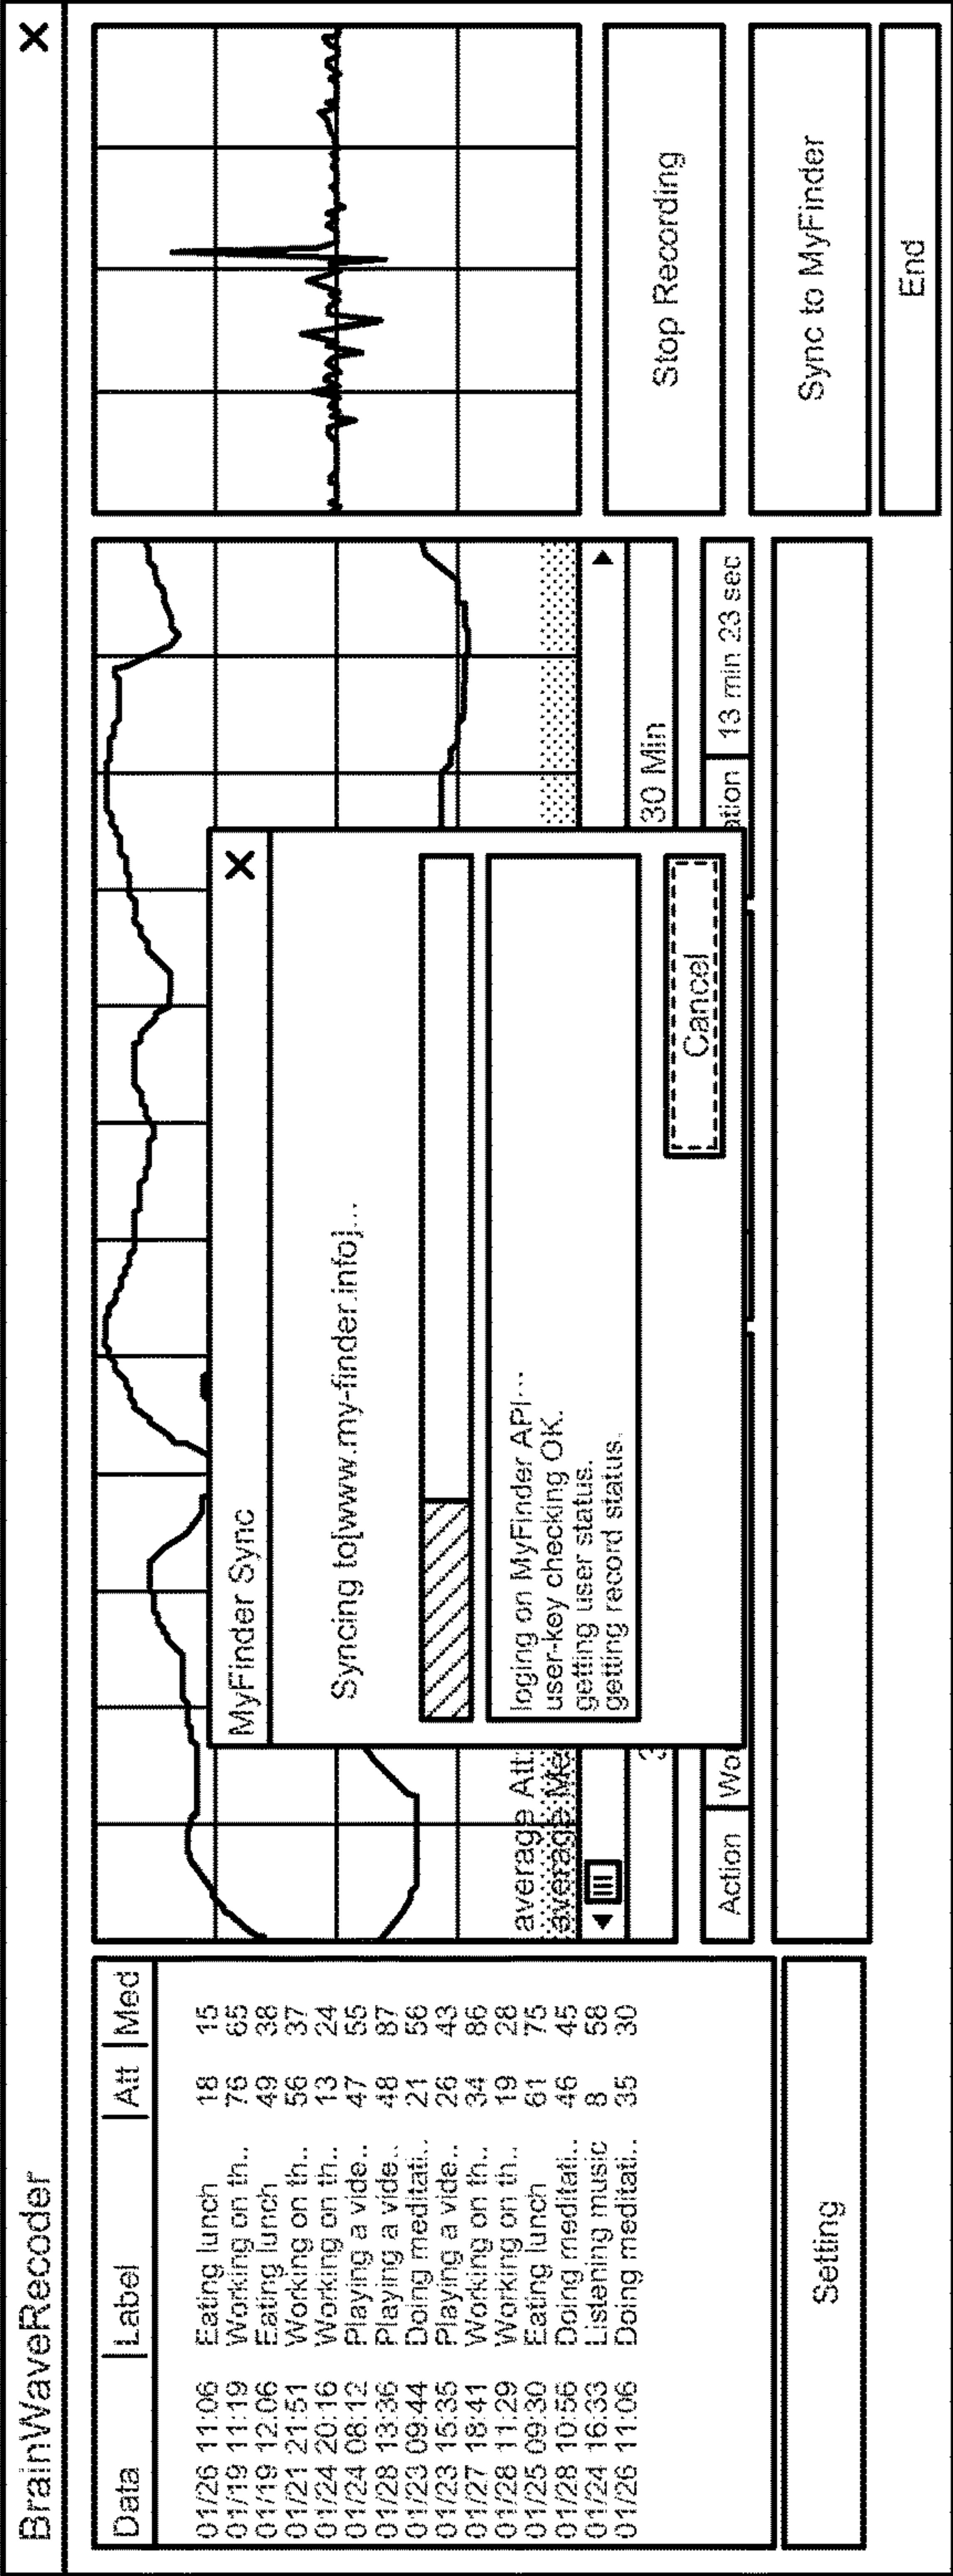 BrainWaveRecoder
Data Label Att Med
01/26 11:06 Eating lunch 18 15
01/19 11:19 Working on th.. 76 65
01/19 12:06 Eating lunch 49 38
01/21 21:51 Working on th.. 56 37
01/24 20:16 Working on th.. 13 24
01/24 08:12 Playing a vide.. 47 55
01/28 13:36 Playing a vide.. 48 87
01/23 09:44 Doing meditati.. 21 56
01/23 15:35 Playing a vide.. 26 43
01/27 18:41 Working on th.. 34 86
01/28 11:29 Working on th.. 19 28
01/25 09:30 Eating lunch 61 75
01/28 10:56 Doing meditati... 46 45
01/24 16:33 Listening music 8 58
01/26 11:06 Doing meditati... 35 30
Setting
average Att:
average Me
3
30 Min
Action
Wo
ation
13 min 23 sec
MyFinder Sync
Syncing to[www.my-finder.info]...
loging on MyFinder API...
user-key checking OK.
getting user status.
getting record status.
Cancel
Stop Recording
Sync to MyFinder
End